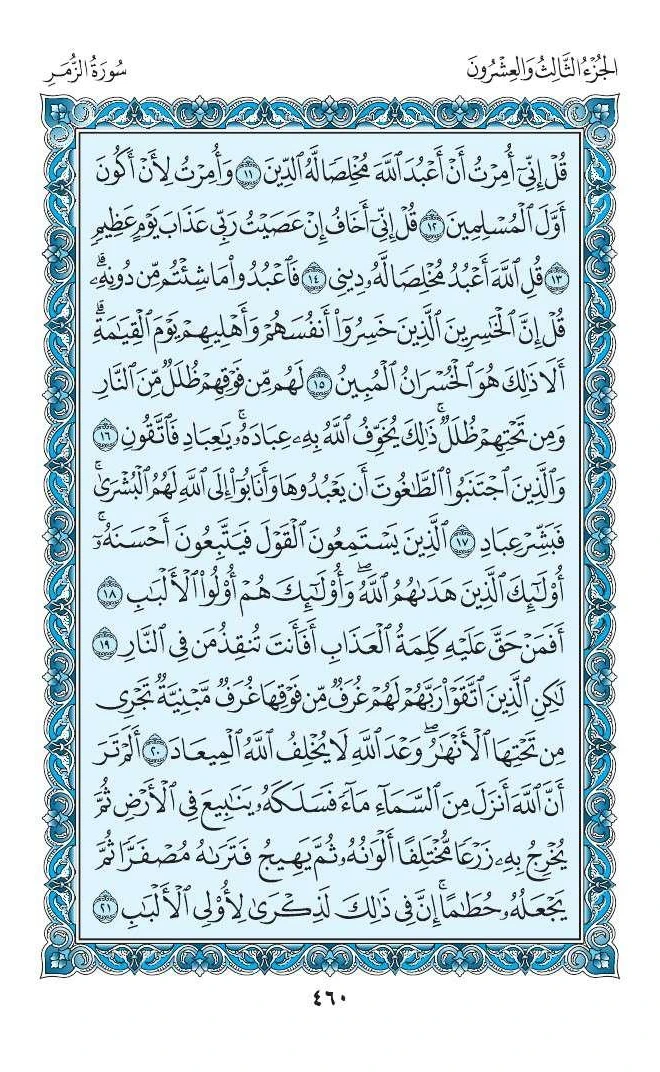 الجُزْءُ الثَّالِثُ وَالعِشْرُونَ
سُورَةُ الزُّمَرِ
قُلْ إِنِّيٓ أُمِرْتُ أَنْ أَعْبُدَ ٱللَّهَ مُخْلِصًا لَّهُ ٱلدِّينَ ١١ وَأُمِرْتُ لِأَنْ أَكُونَ
أَوَّلَ ٱلْمُسْلِمِينَ ١٢ قُلْ إِنِّيٓ أَخَافُ إِنْ عَصَيْتُ رَبِّي عَذَابَ يَوْمٍ عَظِيمٍ
١٣ قُلِ ٱللَّهَ أَعْبُدُ مُخْلِصًا لَّهُۥ دِينِي ١٤ فَٱعْبُدُوا۟ مَا شِئْتُم مِّن دُونِهِۦۗ
قُلْ إِنَّ ٱلْخَٰسِرِينَ ٱلَّذِينَ خَسِرُوٓا۟ أَنفُسَهُمْ وَأَهْلِيهِمْ يَوْمَ ٱلْقِيَٰمَةِۗ
أَلَا ذَٰلِكَ هُوَ ٱلْخُسْرَانُ ٱلْمُبِينُ ١٥ لَهُم مِّن فَوْقِهِمْ ظُلَلٌ مِّنَ ٱلنَّارِ
وَمِن تَحْتِهِمْ ظُلَلٌۚ ذَٰلِكَ يُخَوِّفُ ٱللَّهُ بِهِۦ عِبَادَهُۥۚ يَٰعِبَادِ فَٱتَّقُونِ ١٦
وَٱلَّذِينَ ٱجْتَنَبُوا۟ ٱلطَّٰغُوتَ أَن يَعْبُدُوهَا وَأَنَابُوٓا۟ إِلَى ٱللَّهِ لَهُمُ ٱلْبُشْرَىٰۚ
فَبَشِّرْ عِبَادِ ١٧ ٱلَّذِينَ يَسْتَمِعُونَ ٱلْقَوْلَ فَيَتَّبِعُونَ أَحْسَنَهُۥٓۚ
أُو۟لَٰٓئِكَ ٱلَّذِينَ هَدَىٰهُمُ ٱللَّهُۖ وَأُو۟لَٰٓئِكَ هُمْ أُو۟لُوا۟ ٱلْأَلْبَٰبِ ١٨
أَفَمَنْ حَقَّ عَلَيْهِ كَلِمَةُ ٱلْعَذَابِ أَفَأَنتَ تُنقِذُ مَن فِي ٱلنَّارِ ١٩
لَٰكِنِ ٱلَّذِينَ ٱتَّقَوْا۟ رَبَّهُمْ لَهُمْ غُرَفٌ مِّن فَوْقِهَا غُرَفٌ مَّبْنِيَّةٌ تَجْرِي
مِن تَحْتِهَا ٱلْأَنْهَٰرُۖ وَعْدَ ٱللَّهِ لَا يُخْلِفُ ٱللَّهُ ٱلْمِيعَادَ ٢٠ أَلَمْ تَرَ
أَنَّ ٱللَّهَ أَنزَلَ مِنَ ٱلسَّمَآءِ مَآءً فَسَلَكَهُۥ يَنَٰبِيعَ فِي ٱلْأَرْضِ ثُمَّ
يُخْرِجُ بِهِۦ زَرْعًا مُّخْتَلِفًا أَلْوَٰنُهُۥ ثُمَّ يَهِيجُ فَتَرَىٰهُ مُصْفَرًّا ثُمَّ
يَجْعَلُهُۥ حُطَٰمًاۚ إِنَّ فِي ذَٰلِكَ لَذِكْرَىٰ لِأُو۟لِي ٱلْأَلْبَٰبِ ٢١
٤٦٠